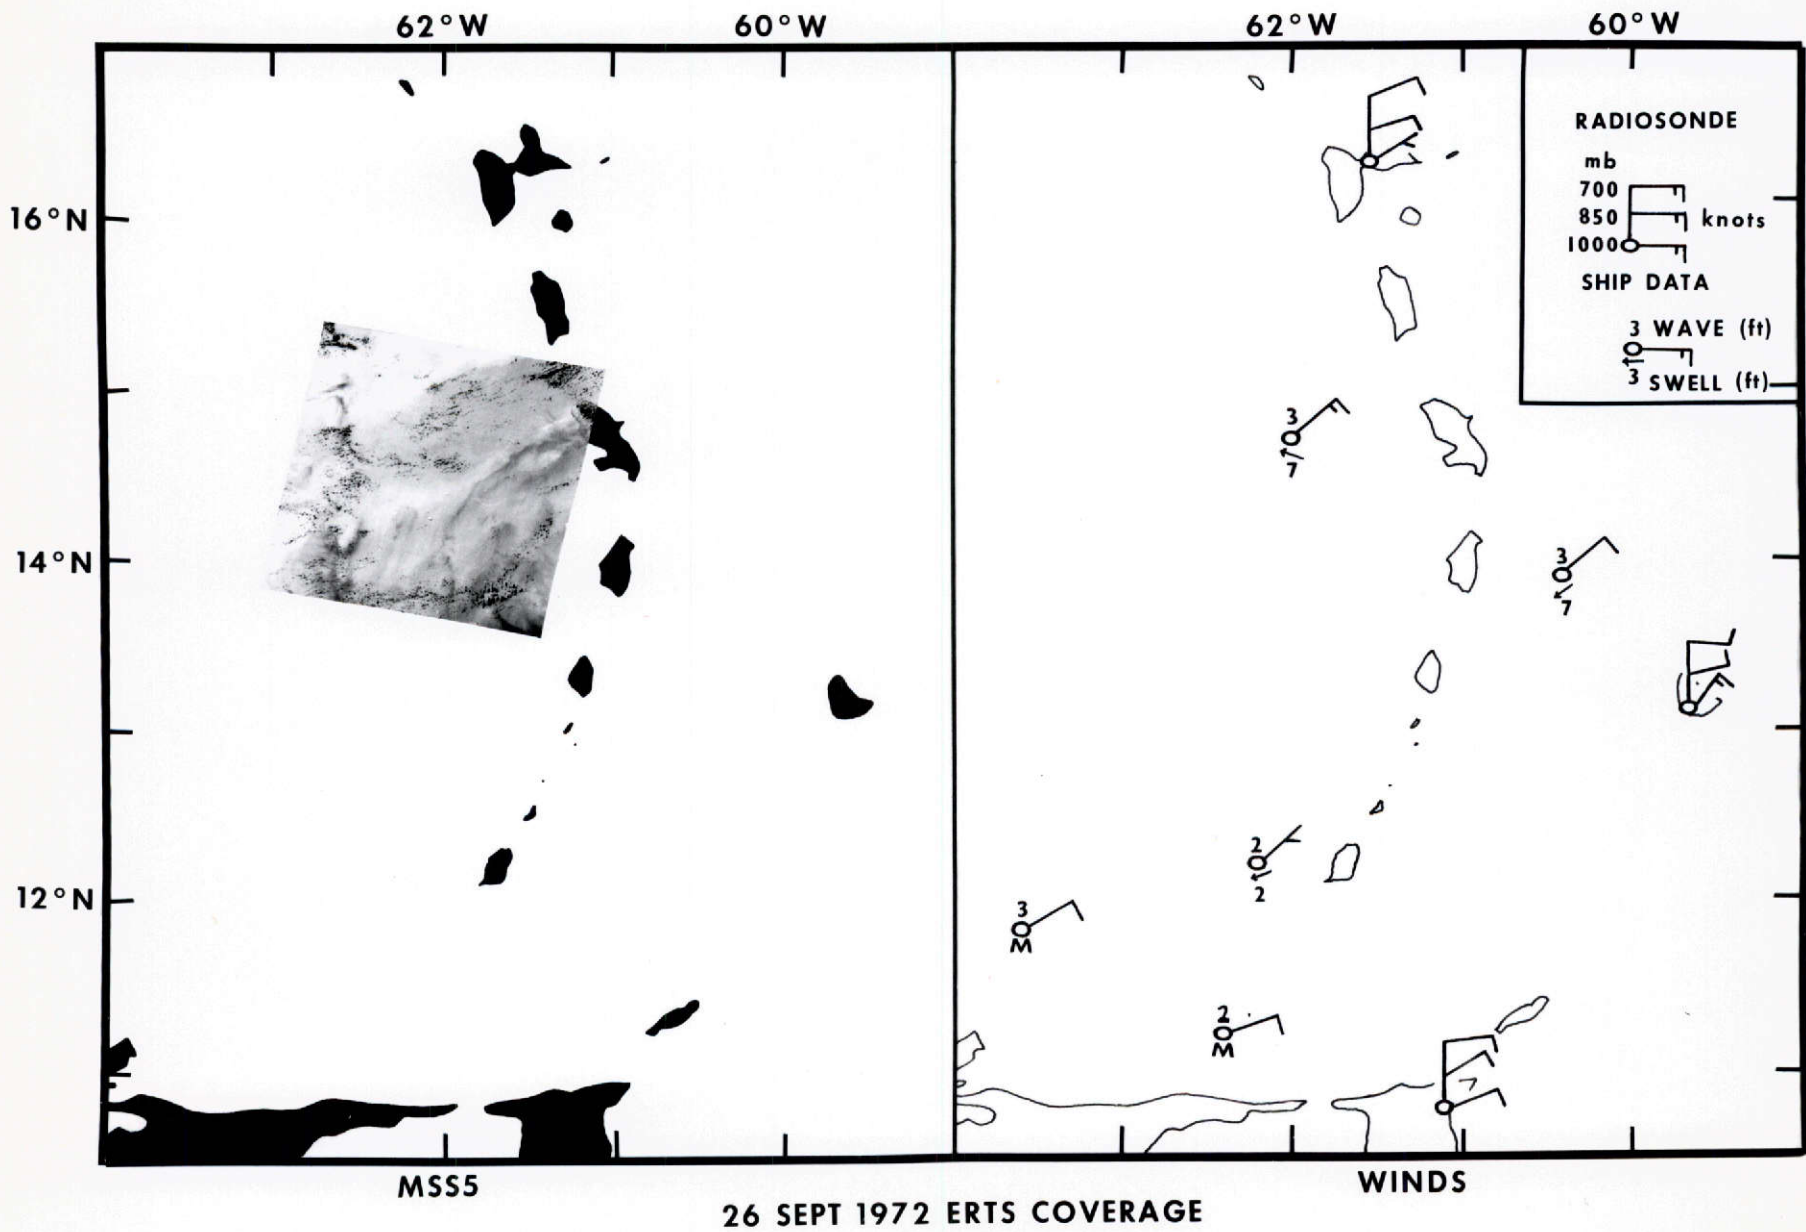 62°W 60°W 62°W 60°W
16°N
14°N
12°N
RADIOSONDE
mb
700
850 knots
1000
SHIP DATA
3 WAVE (ft)
3 SWELL (ft)
3
7
3
7
2
2
3
M
2
M
MSS5 WINDS
26 SEPT 1972 ERTS COVERAGE